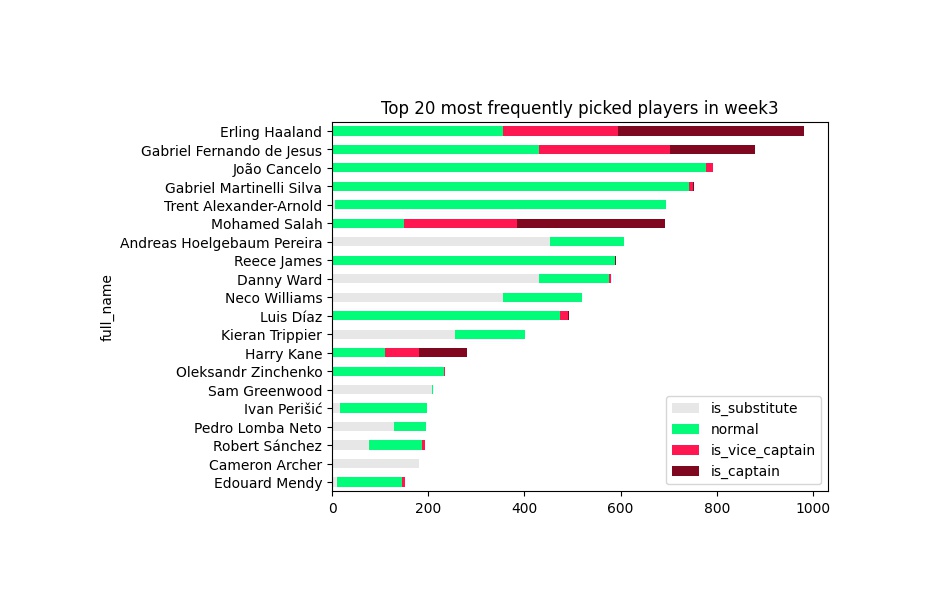 Top 20 most frequently picked players in week3
full_name
Erling Haaland
Gabriel Fernando de Jesus
João Cancelo
Gabriel Martinelli Silva
Trent Alexander-Arnold
Mohamed Salah
Andreas Hoelgebaum Pereira
Reece James
Danny Ward
Neco Williams
Luis Díaz
Kieran Trippier
Harry Kane
Oleksandr Zinchenko
Sam Greenwood
Ivan Perišić
Pedro Lomba Neto
Robert Sánchez
Cameron Archer
Edouard Mendy
is_substitute
normal
is_vice_captain
is_captain
0 200 400 600 800 1000